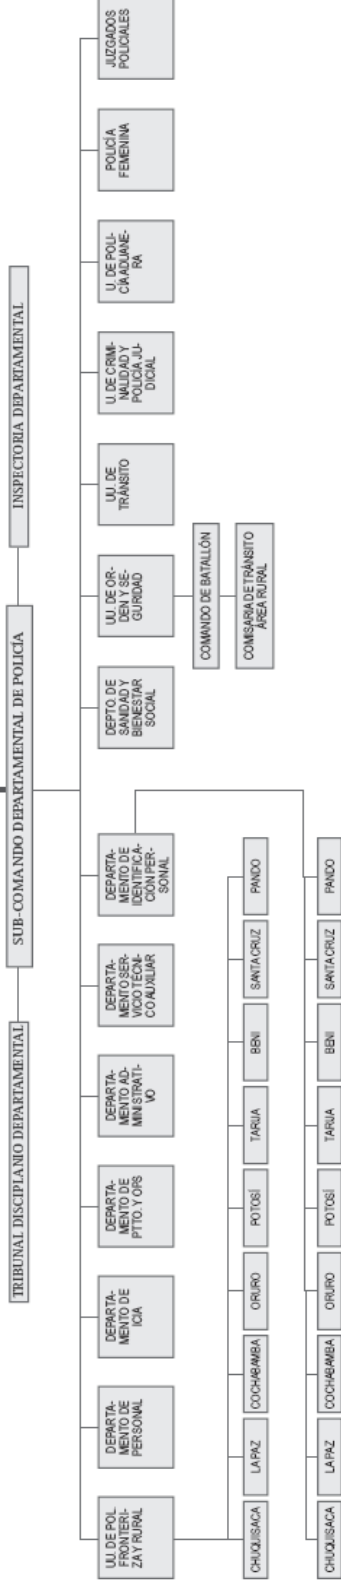 TRIBUNAL DISCIPLANIO DEPARTAMENTAL
SUB-COMANDO DEPARTAMENTAL DE POLICÍA
INSPECTORIA DEPARTAMENTAL
UU. DE POL.
FRONTERI-
ZA Y RURAL
DEPARTA-
MENTO DE
PERSONAL
DEPARTA-
MENTO DE
ICIA
DEPARTA-
MENTO DE
PTTO. Y OPS
DEPARTA-
MENTO AD-
MINISTRATI-
VO
DEPARTA-
MENTO SER-
VICIO TÉCNI-
CO AUXILIAR
DEPARTA-
MENTO DE
IDENTIFICA-
CIÓN PER-
SONAL
DEPTO. DE
SANIDAD Y
BIENESTAR
SOCIAL
UU. DE OR-
DEN Y SE-
GURIDAD
UU. DE
TRÁNSITO
U. DE CRIMI-
NALIDAD Y
POLICÍA JU-
DICIAL
U. DE POLI-
CÍA ADUANE-
RA
POLICÍA
FEMENINA
JUZGADOS
POLICIALES
COMANDO DE BATALLÓN
COMISARIA DE TRÁNSITO
ÁREA RURAL
CHUQUISACA
LA PAZ
COCHABAMBA
ORURO
POTOSÍ
TARIJA
BENI
SANTA CRUZ
PANDO
CHUQUISACA
LA PAZ
COCHABAMBA
ORURO
POTOSÍ
TARIJA
BENI
SANTA CRUZ
PANDO